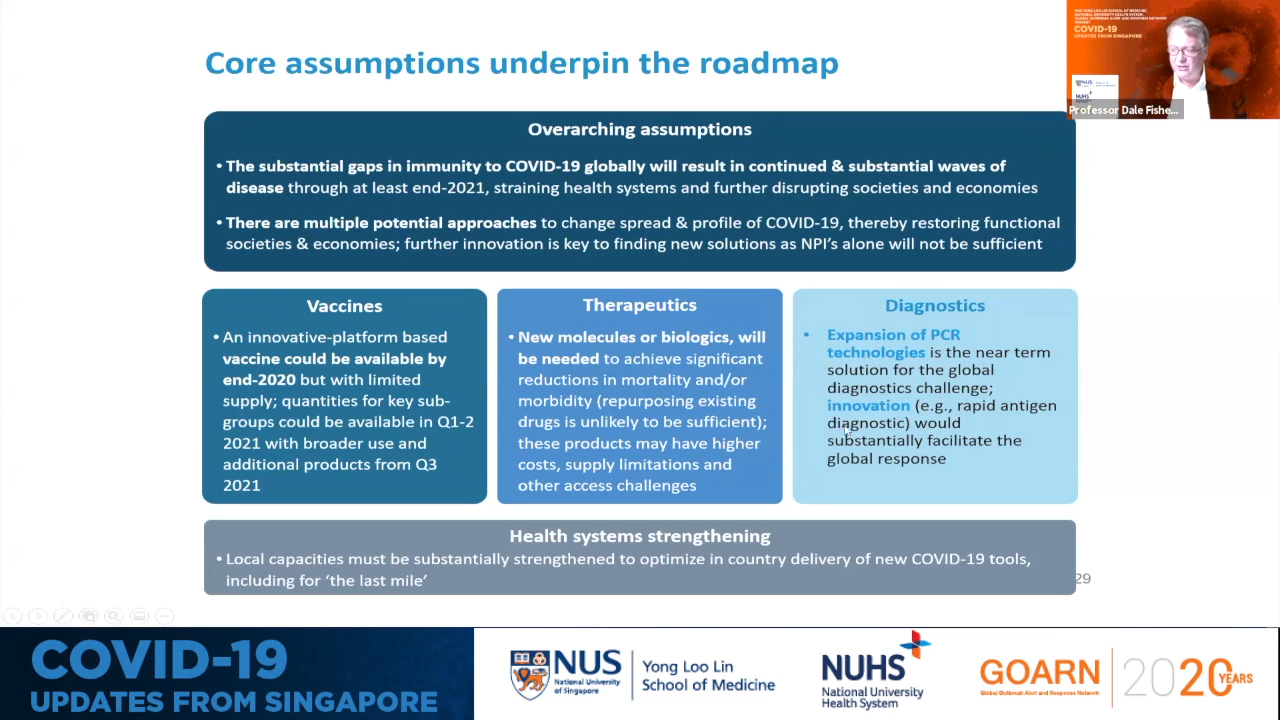 Core assumptions underpin the roadmap
COVID-19
UPDATES FROM SINGAPORE
NUS
NUHS
Professor Dale Fishe...
Overarching assumptions
• The substantial gaps in immunity to COVID-19 globally will result in continued & substantial waves of
disease through at least end-2021, straining health systems and further disrupting societies and economies
• There are multiple potential approaches to change spread & profile of COVID-19, thereby restoring functional
societies & economies; further innovation is key to finding new solutions as NPI's alone will not be sufficient
Vaccines
• An innovative-platform based
vaccine could be available by
end-2020 but with limited
supply; quantities for key sub-
groups could be available in Q1-2
2021 with broader use and
additional products from Q3
2021
Therapeutics
• New molecules or biologics, will
be needed to achieve significant
reductions in mortality and/or
morbidity (repurposing existing
drugs is unlikely to be sufficient);
these products may have higher
costs, supply limitations and
other access challenges
Diagnostics
• Expansion of PCR
technologies is the near term
solution for the global
diagnostics challenge;
innovation (e.g., rapid antigen
diagnostic) would
substantially facilitate the
global response
Health systems strengthening
• Local capacities must be substantially strengthened to optimize in country delivery of new COVID-19 tools,
including for 'the last mile'
29
COVID-19
UPDATES FROM SINGAPORE
NUS
National University
of Singapore
Yong Loo Lin
School of Medicine
NUHS
National University
Health System
GOARN
Global Outbreak Alert and Response Network
2020 YEARS